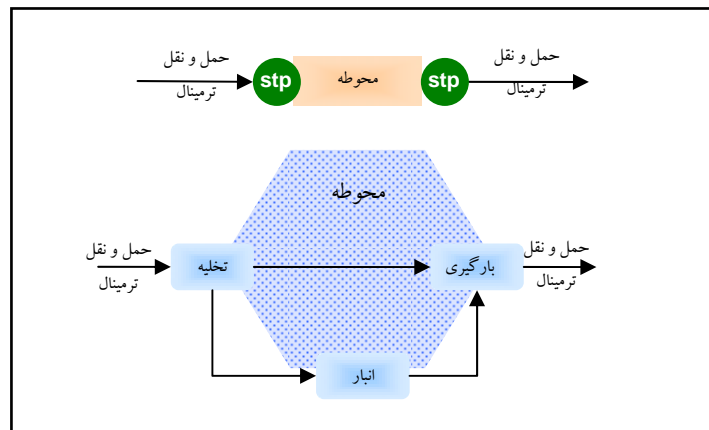 حمل و نقل
ترمینال
stp
محوطه
stp
حمل و نقل
ترمینال
محوطه
حمل و نقل
ترمینال
تخلیه
بارگیری
حمل و نقل
ترمینال
انبار